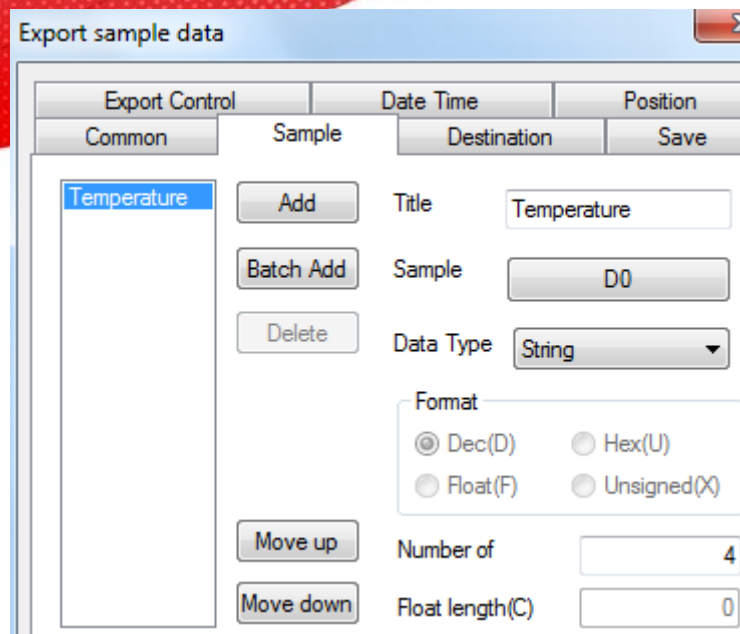 Export sample data
Export Control Date Time Position
Common Sample Destination Save
Temperature Add Title Temperature
Batch Add Sample D0
Delete Data Type String
Format
Dec(D) Hex(U)
Float(F) Unsigned(X)
Move up Number of 4
Move down Float length(C) 0